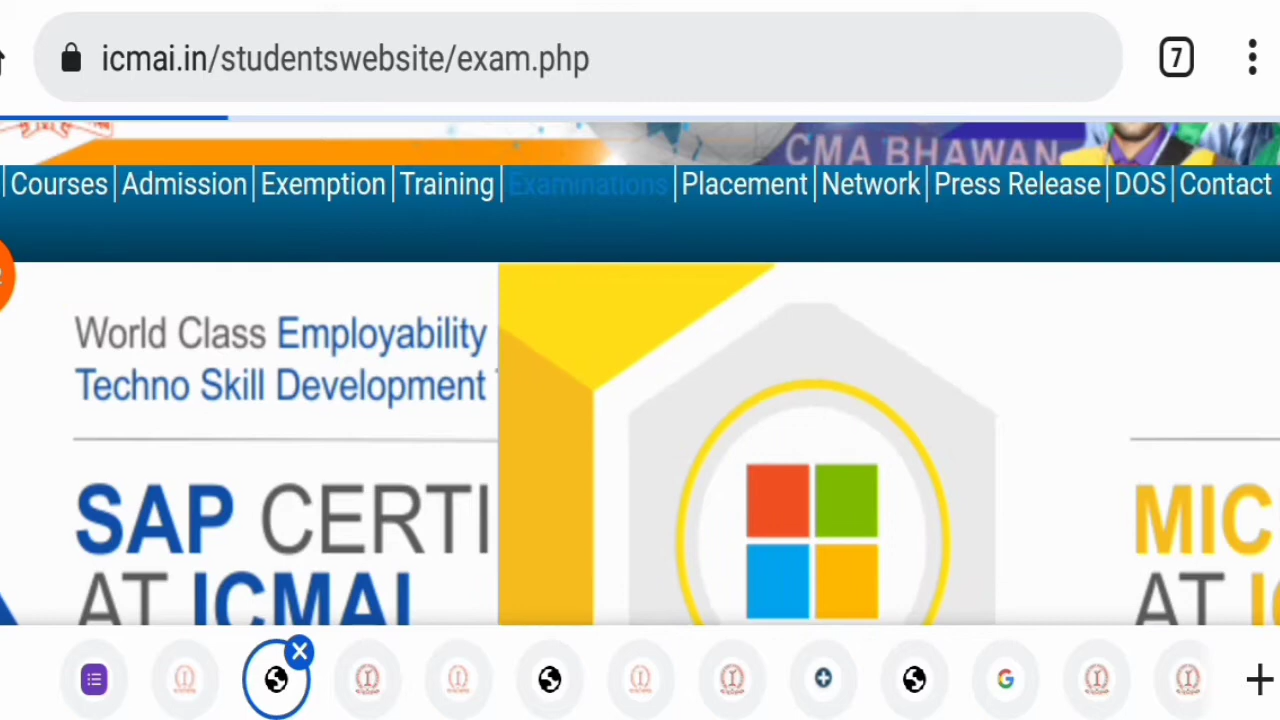 icmai.in/studentswebsite/exam.php
7
CMA BHAWAN
Courses Admission Exemption Training Examinations Placement Network Press Release DOS Contact
World Class Employability
Techno Skill Development
SAP CERTI
AT ICMAI
MIC
AT